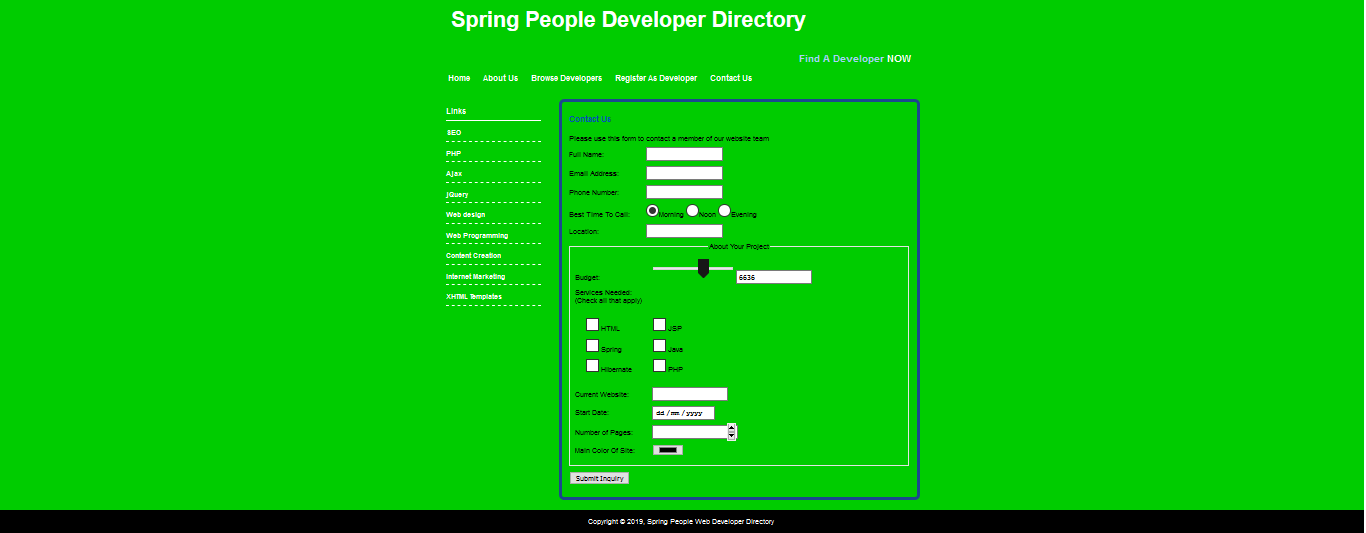 Spring People Developer Directory
Find A Developer NOW
Home About Us Browse Developers Register As Developer Contact Us
Links
SEO
PHP
Ajax
jQuery
Web design
Web Programming
Content Creation
Internet Marketing
XHTML Templates
Contact Us
Please use this form to contact a member of our website team
Full Name:
Email Address:
Phone Number:
Best Time To Call: Morning Noon Evening
Location:
About Your Project
Budget: 6636
Services Needed:
(Check all that apply)
HTML JSP
Spring Java
Hibernate PHP
Current Website:
Start Date: dd/mm/yyyy
Number of Pages:
Main Color Of Site:
Submit Inquiry
Copyright © 2019, Spring People Web Developer Directory